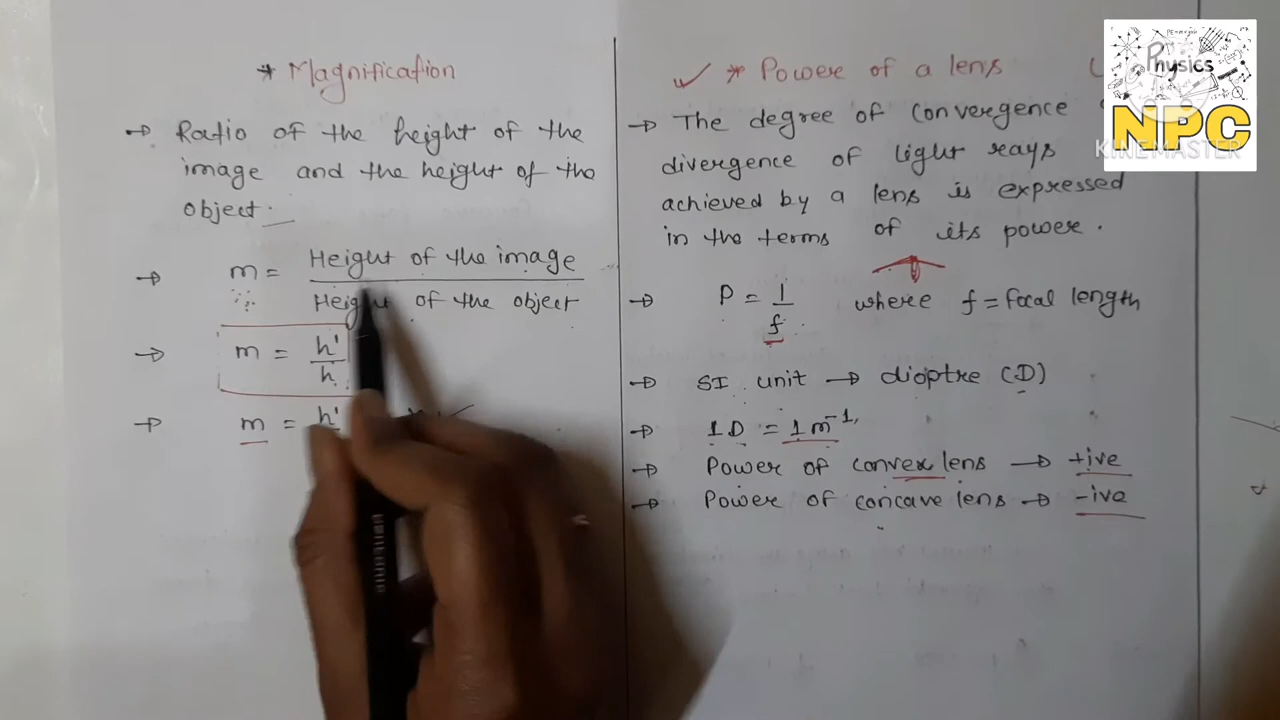 * Magnification
→ Ratio of the height of the
image and the height of the
object.
→ m = Height of the image
Height of the object
→ m = h'
h
→ m = h'
✓ * Power of a lens
→ The degree of convergence
divergence of light rays
achieved by a lens is expressed
in the terms of its power.
→ P = 1 where f = focal length
f
→ SI unit → dioptre (D)
→ 1D = 1m⁻¹,
→ Power of convex lens → +ive
→ Power of concave lens → -ive
Physics
NPC
KINEMASTER